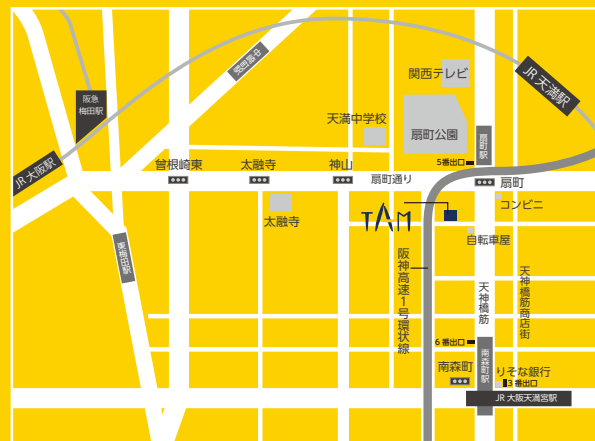 関西テレビ
JR 天満駅
阪急
梅田駅
中崎町駅
天満中学校
扇町公園
扇町駅
5番出口
JR 大阪駅
曾根崎東
太融寺
神山
扇町通り
扇町
コンビニ
太融寺
TAM
自転車屋
東梅田駅
阪神高速1号環状線
天神橋筋
天神橋筋商店街
6 番出口
南森町駅
南森町
りそな銀行
3 番出口
JR 大阪天満宮駅